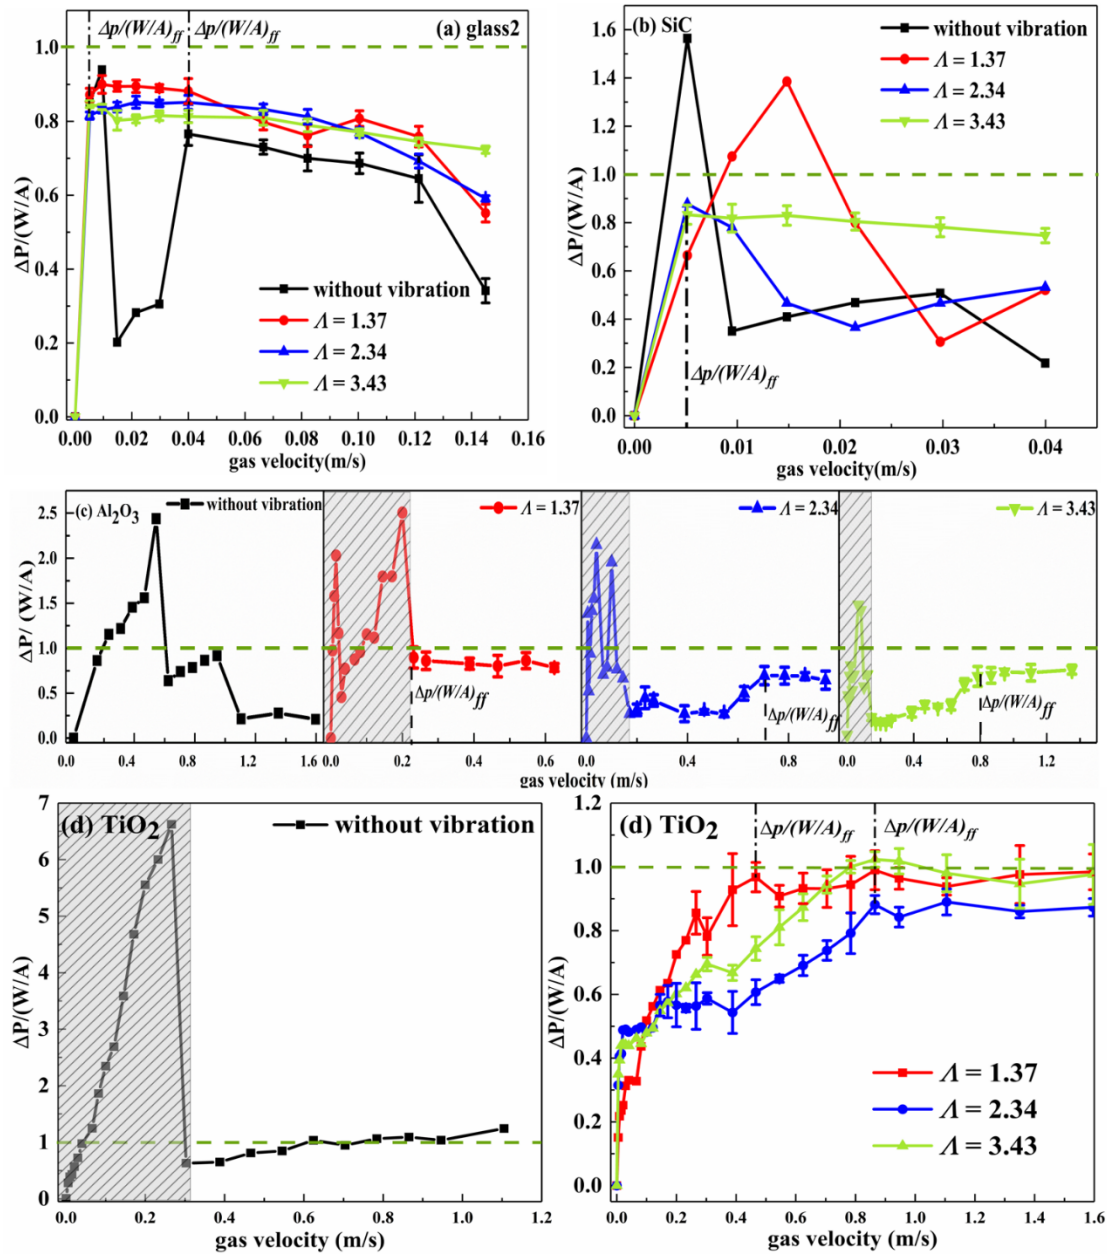 Δp/(W/A)ff
Δp/(W/A)ff
(a) glass2
1.0
0.8
0.6
0.4
0.2
0.0
ΔP/(W/A)
without vibration
Λ = 1.37
Λ = 2.34
Λ = 3.43
0.00 0.02 0.04 0.06 0.08 0.10 0.12 0.14 0.16
gas velocity(m/s)
(b) SiC
without vibration
Λ = 1.37
Λ = 2.34
Λ = 3.43
1.6
1.4
1.2
1.0
0.8
0.6
0.4
0.2
0.0
ΔP/(W/A)
Δp/(W/A)ff
0.00 0.01 0.02 0.03 0.04
gas velocity(m/s)
(c) Al2O3
without vibration
Λ = 1.37
Λ = 2.34
Λ = 3.43
2.5
2.0
1.5
1.0
0.5
0.0
ΔP/ (W/A)
Δp/(W/A)ff
Δp/(W/A)ff
Δp/(W/A)ff
0.0 0.4 0.8 1.2 1.6 0.0 0.2 0.4 0.6 0.0 0.4 0.8 0.0 0.4 0.8 1.2
gas velocity (m/s)
(d) TiO2
without vibration
7
6
5
4
3
2
1
0
ΔP/(W/A)
0.0 0.2 0.4 0.6 0.8 1.0 1.2
gas velocity (m/s)
(d) TiO2
Δp/(W/A)ff
Δp/(W/A)ff
1.2
1.0
0.8
0.6
0.4
0.2
0.0
ΔP/(W/A)
Λ = 1.37
Λ = 2.34
Λ = 3.43
0.0 0.2 0.4 0.6 0.8 1.0 1.2 1.4 1.6
gas velocity (m/s)